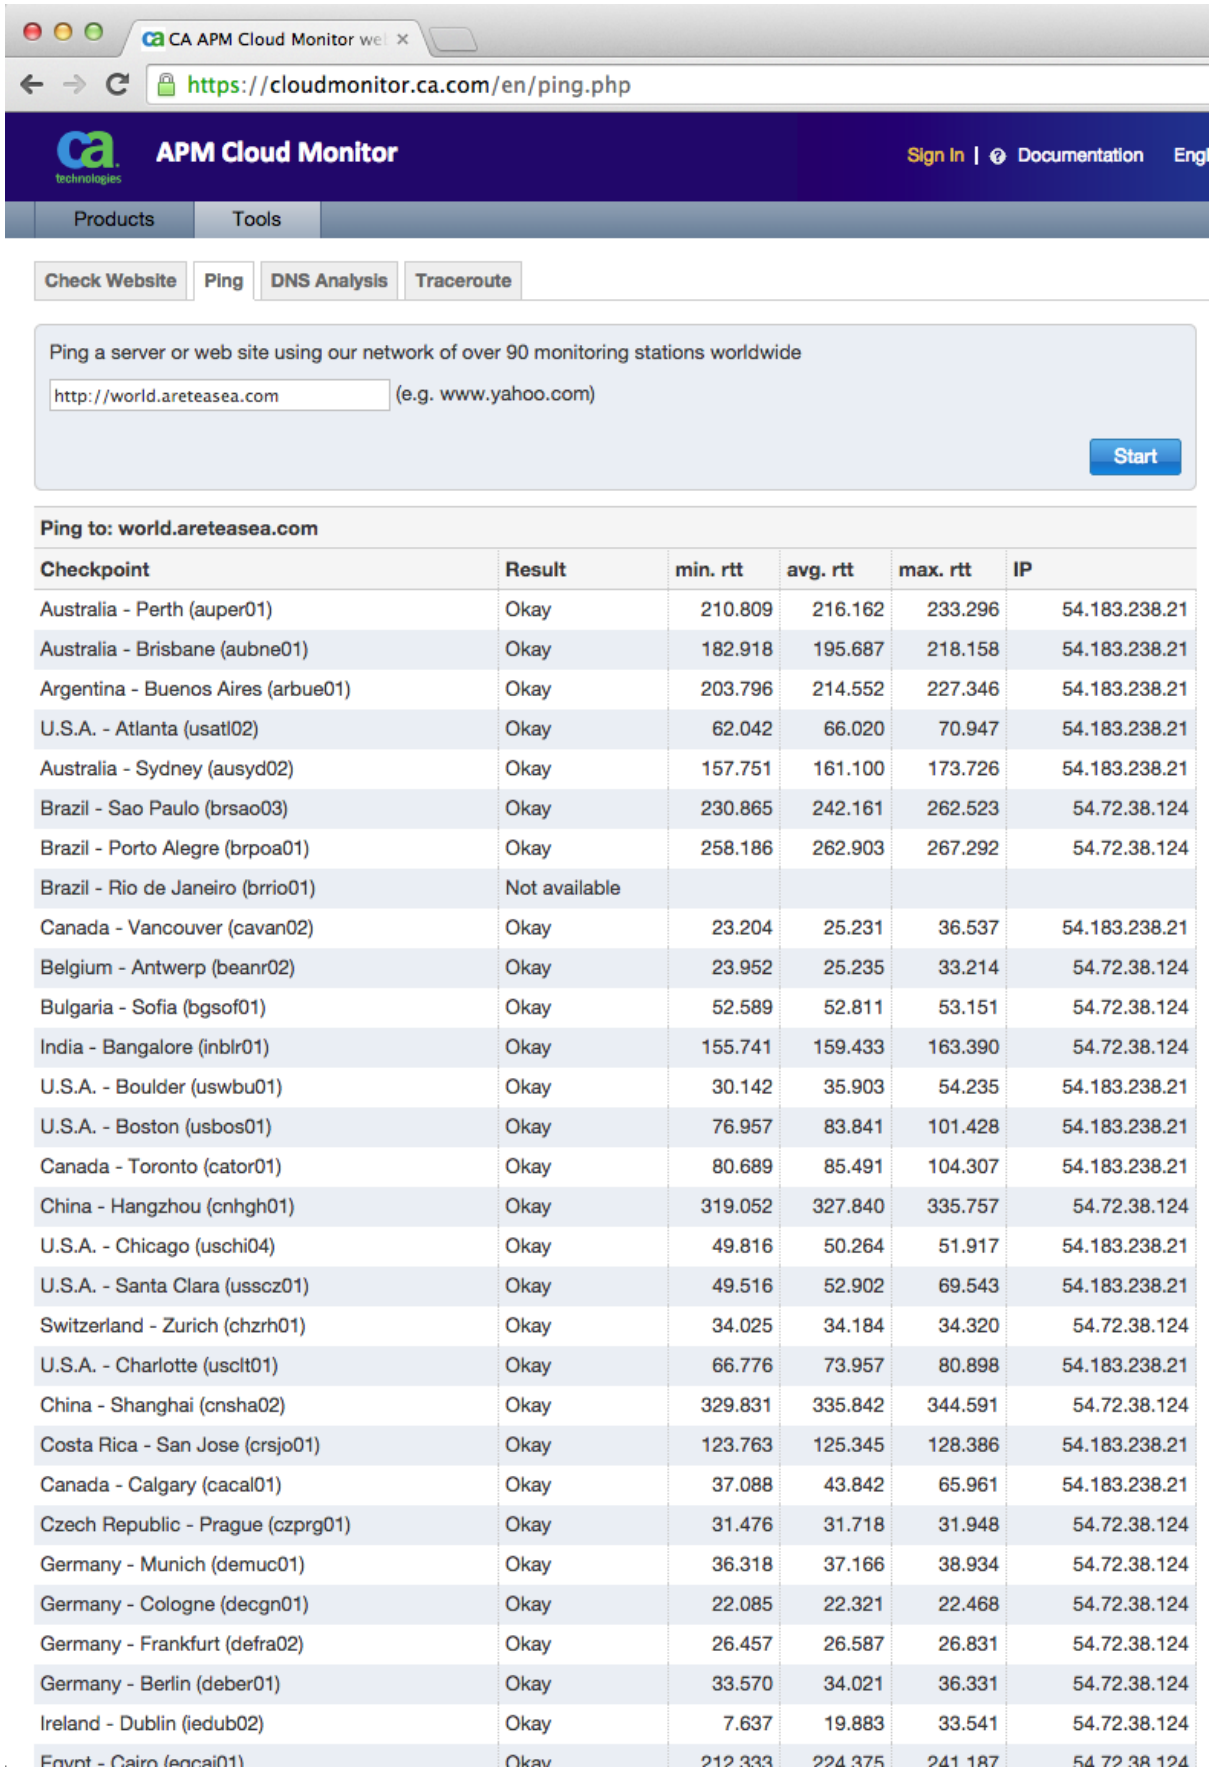 CA APM Cloud Monitor we
https://cloudmonitor.ca.com/en/ping.php
ca technologies
APM Cloud Monitor
Sign In | Documentation Engl
Products Tools
Check Website Ping DNS Analysis Traceroute
Ping a server or web site using our network of over 90 monitoring stations worldwide
http://world.areteasea.com (e.g. www.yahoo.com)
Start
Ping to: world.areteasea.com
Checkpoint Result min. rtt avg. rtt max. rtt IP
Australia - Perth (auper01) Okay 210.809 216.162 233.296 54.183.238.21
Australia - Brisbane (aubne01) Okay 182.918 195.687 218.158 54.183.238.21
Argentina - Buenos Aires (arbue01) Okay 203.796 214.552 227.346 54.183.238.21
U.S.A. - Atlanta (usatl02) Okay 62.042 66.020 70.947 54.183.238.21
Australia - Sydney (ausyd02) Okay 157.751 161.100 173.726 54.183.238.21
Brazil - Sao Paulo (brsao03) Okay 230.865 242.161 262.523 54.72.38.124
Brazil - Porto Alegre (brpoa01) Okay 258.186 262.903 267.292 54.72.38.124
Brazil - Rio de Janeiro (brrio01) Not available
Canada - Vancouver (cavan02) Okay 23.204 25.231 36.537 54.183.238.21
Belgium - Antwerp (beanr02) Okay 23.952 25.235 33.214 54.72.38.124
Bulgaria - Sofia (bgsof01) Okay 52.589 52.811 53.151 54.72.38.124
India - Bangalore (inblr01) Okay 155.741 159.433 163.390 54.72.38.124
U.S.A. - Boulder (uswbu01) Okay 30.142 35.903 54.235 54.183.238.21
U.S.A. - Boston (usbos01) Okay 76.957 83.841 101.428 54.183.238.21
Canada - Toronto (cator01) Okay 80.689 85.491 104.307 54.183.238.21
China - Hangzhou (cnhgh01) Okay 319.052 327.840 335.757 54.72.38.124
U.S.A. - Chicago (uschi04) Okay 49.816 50.264 51.917 54.183.238.21
U.S.A. - Santa Clara (usscz01) Okay 49.516 52.902 69.543 54.183.238.21
Switzerland - Zurich (chzrh01) Okay 34.025 34.184 34.320 54.72.38.124
U.S.A. - Charlotte (usclt01) Okay 66.776 73.957 80.898 54.183.238.21
China - Shanghai (cnsha02) Okay 329.831 335.842 344.591 54.72.38.124
Costa Rica - San Jose (crsjo01) Okay 123.763 125.345 128.386 54.183.238.21
Canada - Calgary (cacal01) Okay 37.088 43.842 65.961 54.183.238.21
Czech Republic - Prague (czprg01) Okay 31.476 31.718 31.948 54.72.38.124
Germany - Munich (demuc01) Okay 36.318 37.166 38.934 54.72.38.124
Germany - Cologne (decgn01) Okay 22.085 22.321 22.468 54.72.38.124
Germany - Frankfurt (defra02) Okay 26.457 26.587 26.831 54.72.38.124
Germany - Berlin (deber01) Okay 33.570 34.021 36.331 54.72.38.124
Ireland - Dublin (iedub02) Okay 7.637 19.883 33.541 54.72.38.124
Egypt - Cairo (egcai01) Okay 212.333 224.375 241.187 54.72.38.124